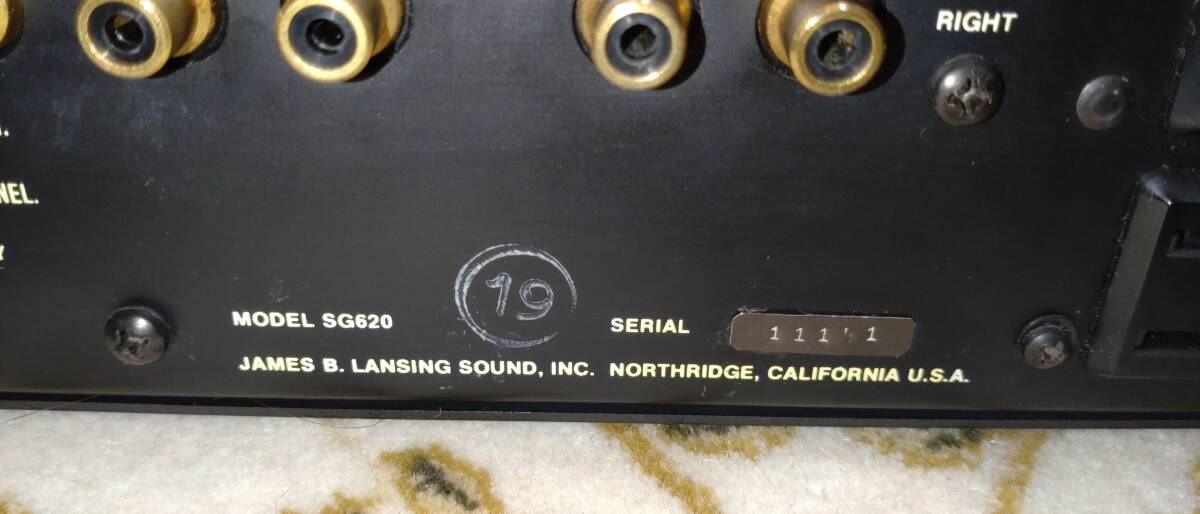 RIGHT
NEL.
19
MODEL SG620
SERIAL
JAMES B. LANSING SOUND, INC. NORTHRIDGE, CALIFORNIA U.S.A.